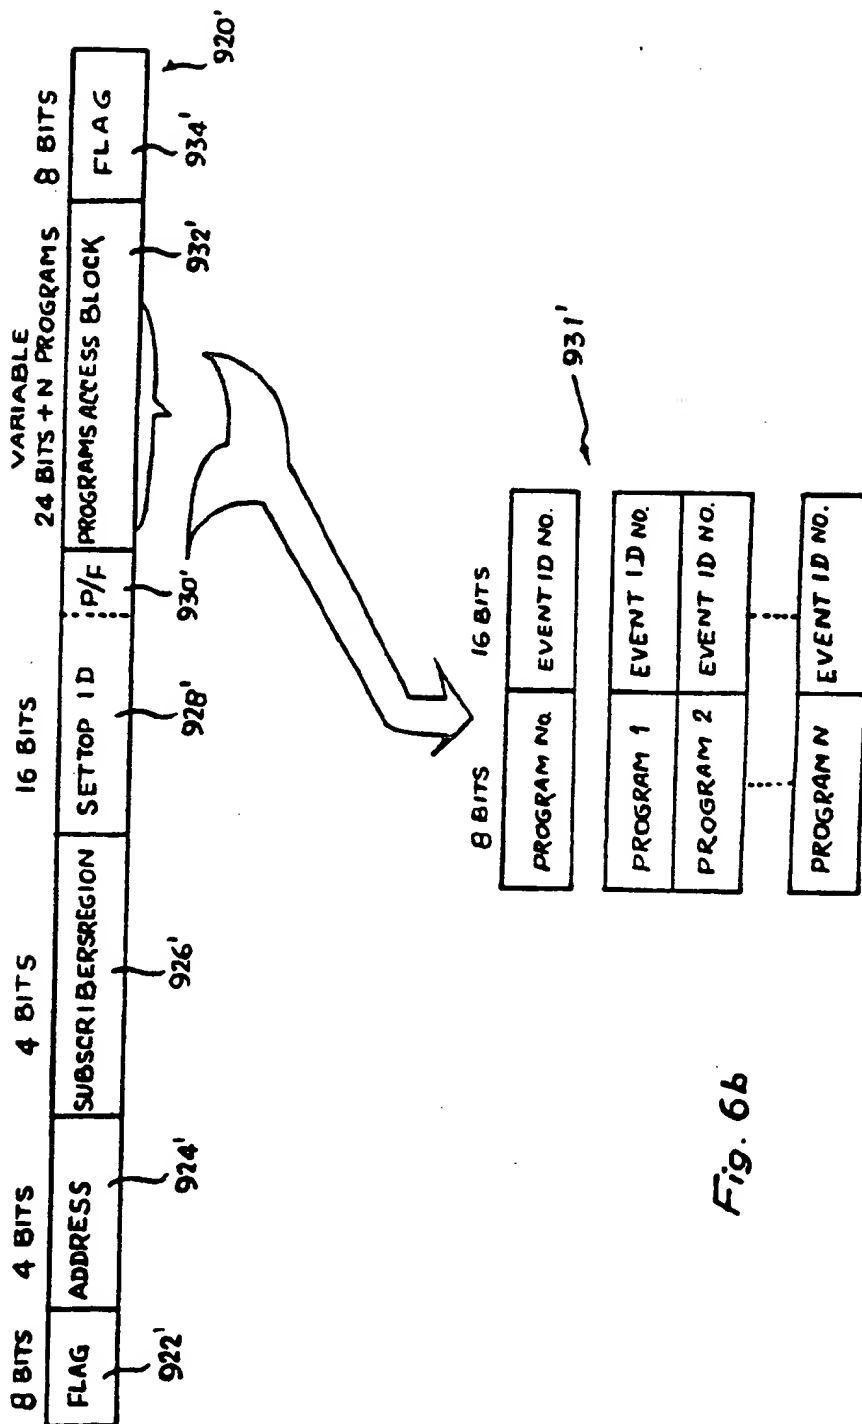 VARIABLE
8 BITS 4 BITS 4 BITS 16 BITS 24 BITS + N PROGRAMS 8 BITS
FLAG ADDRESS SUBSCRIBERSREGION SETTOP ID P/F PROGRAMS ACCESS BLOCK FLAG
922' 924' 926' 928' 930' 932' 934' 920'
8 BITS 16 BITS
PROGRAM No. EVENT ID NO.
931'
PROGRAM 1 EVENT ID NO.
PROGRAM 2 EVENT ID NO.
PROGRAM N EVENT ID NO.
Fig. 6b